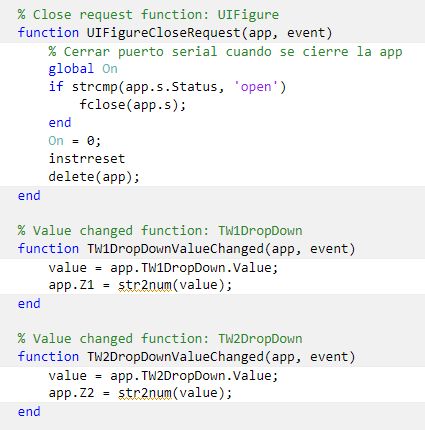 % Close request function: UIFigure
function UIFigureCloseRequest(app, event)
% Cerrar puerto serial cuando se cierre la app
global On
if strcmp(app.s.Status, 'open')
fclose(app.s);
end
On = 0;
instrreset
delete(app);
end
% Value changed function: TW1DropDown
function TW1DropDownValueChanged(app, event)
value = app.TW1DropDown.Value;
app.Z1 = str2num(value);
end
% Value changed function: TW2DropDown
function TW2DropDownValueChanged(app, event)
value = app.TW2DropDown.Value;
app.Z2 = str2num(value);
end